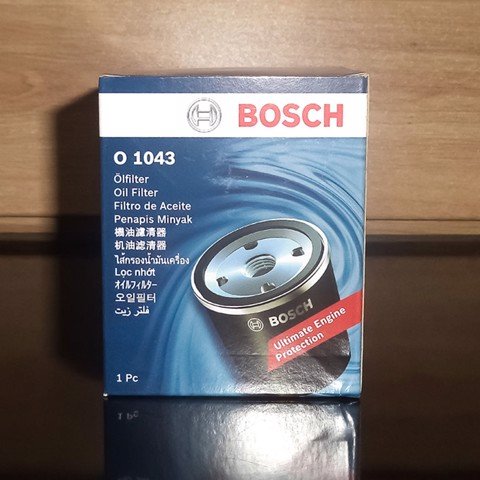 BOSCH
O 1043
Ölfilter
Oil Filter
Filtro de Aceite
Penapis Minyak
機油濾清器
机油滤清器
ไส้กรองน้ำมันเครื่อง
Lọc nhớt
オイルフィルター
오일필터
فلتر زيت
BOSCH
Ultimate Engine
Protection
1 Pc